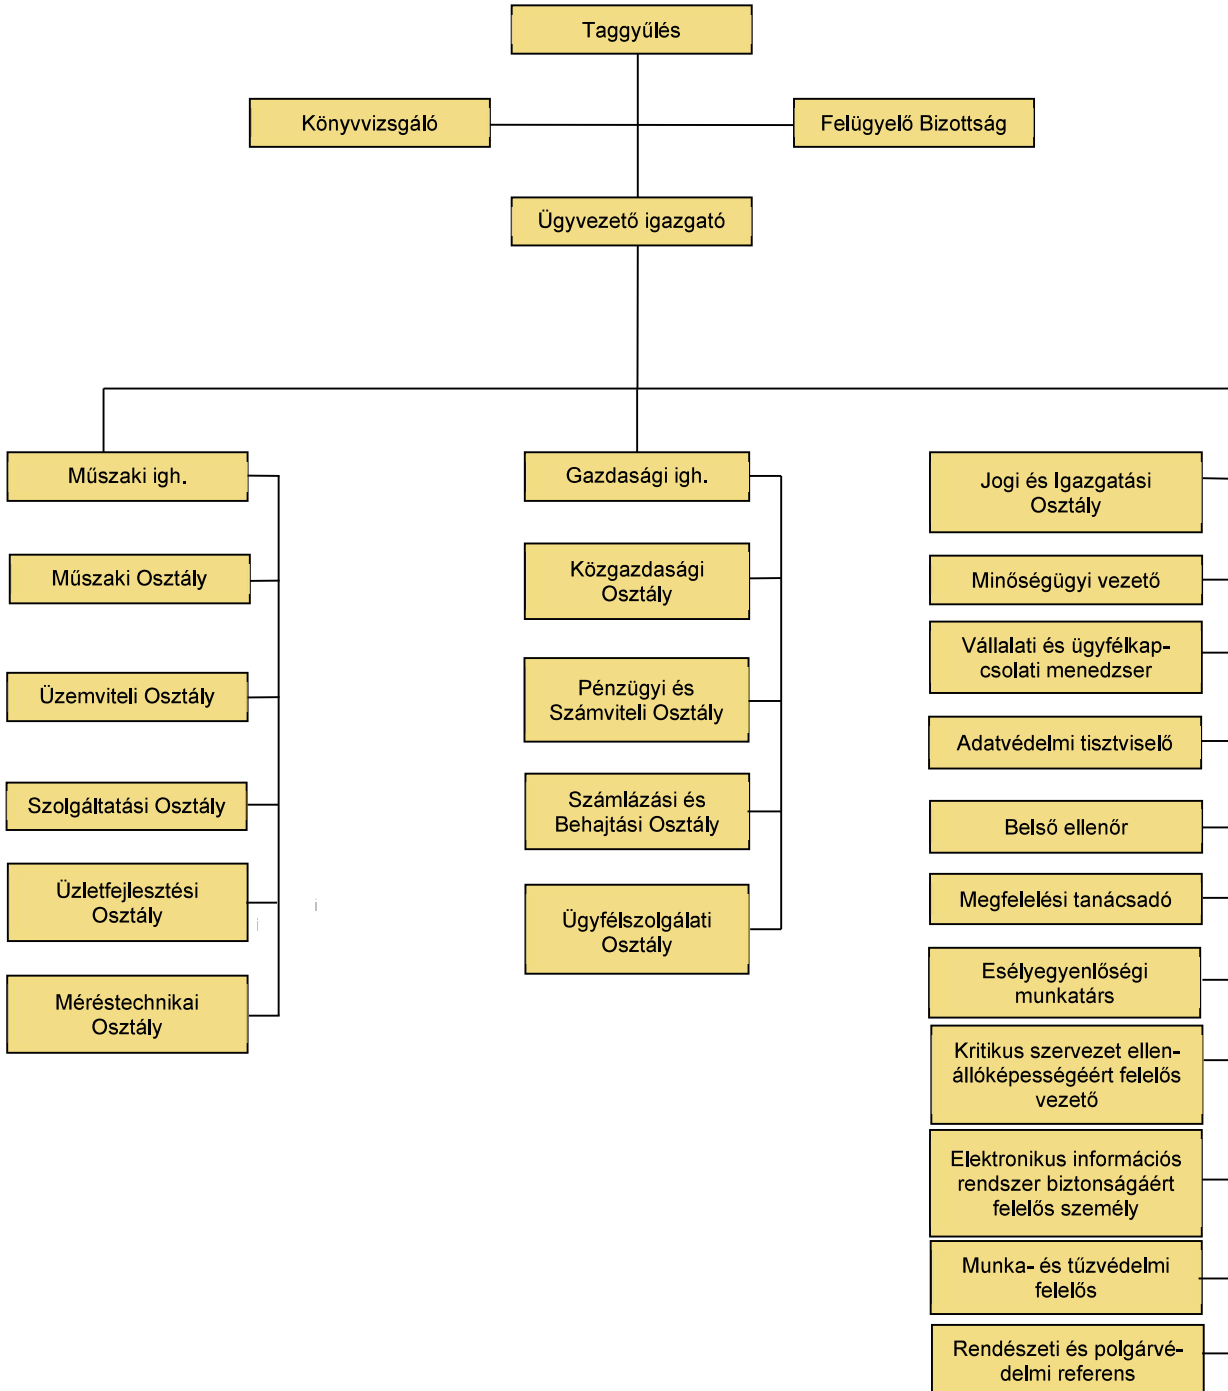 Taggyűlés
Könyvvizsgáló
Felügyelő Bizottság
Ügyvezető igazgató
Műszaki igh.
Műszaki Osztály
Üzemviteli Osztály
Szolgáltatási Osztály
Üzletfejlesztési
Osztály
Méréstechnikai
Osztály
Gazdasági igh.
Közgazdasági
Osztály
Pénzügyi és
Számviteli Osztály
Számlázási és
Behajtási Osztály
Ügyfélszolgálati
Osztály
Jogi és Igazgatási
Osztály
Minőségügyi vezető
Vállalati és ügyfélkap-
csolati menedzser
Adatvédelmi tisztviselő
Belső ellenőr
Megfelelési tanácsadó
Esélyegyenlőségi
munkatárs
Kritikus szervezet ellen-
állóképességéért felelős
vezető
Elektronikus információs
rendszer biztonságáért
felelős személy
Munka- és tűzvédelmi
felelős
Rendészeti és polgárvé-
delmi referens